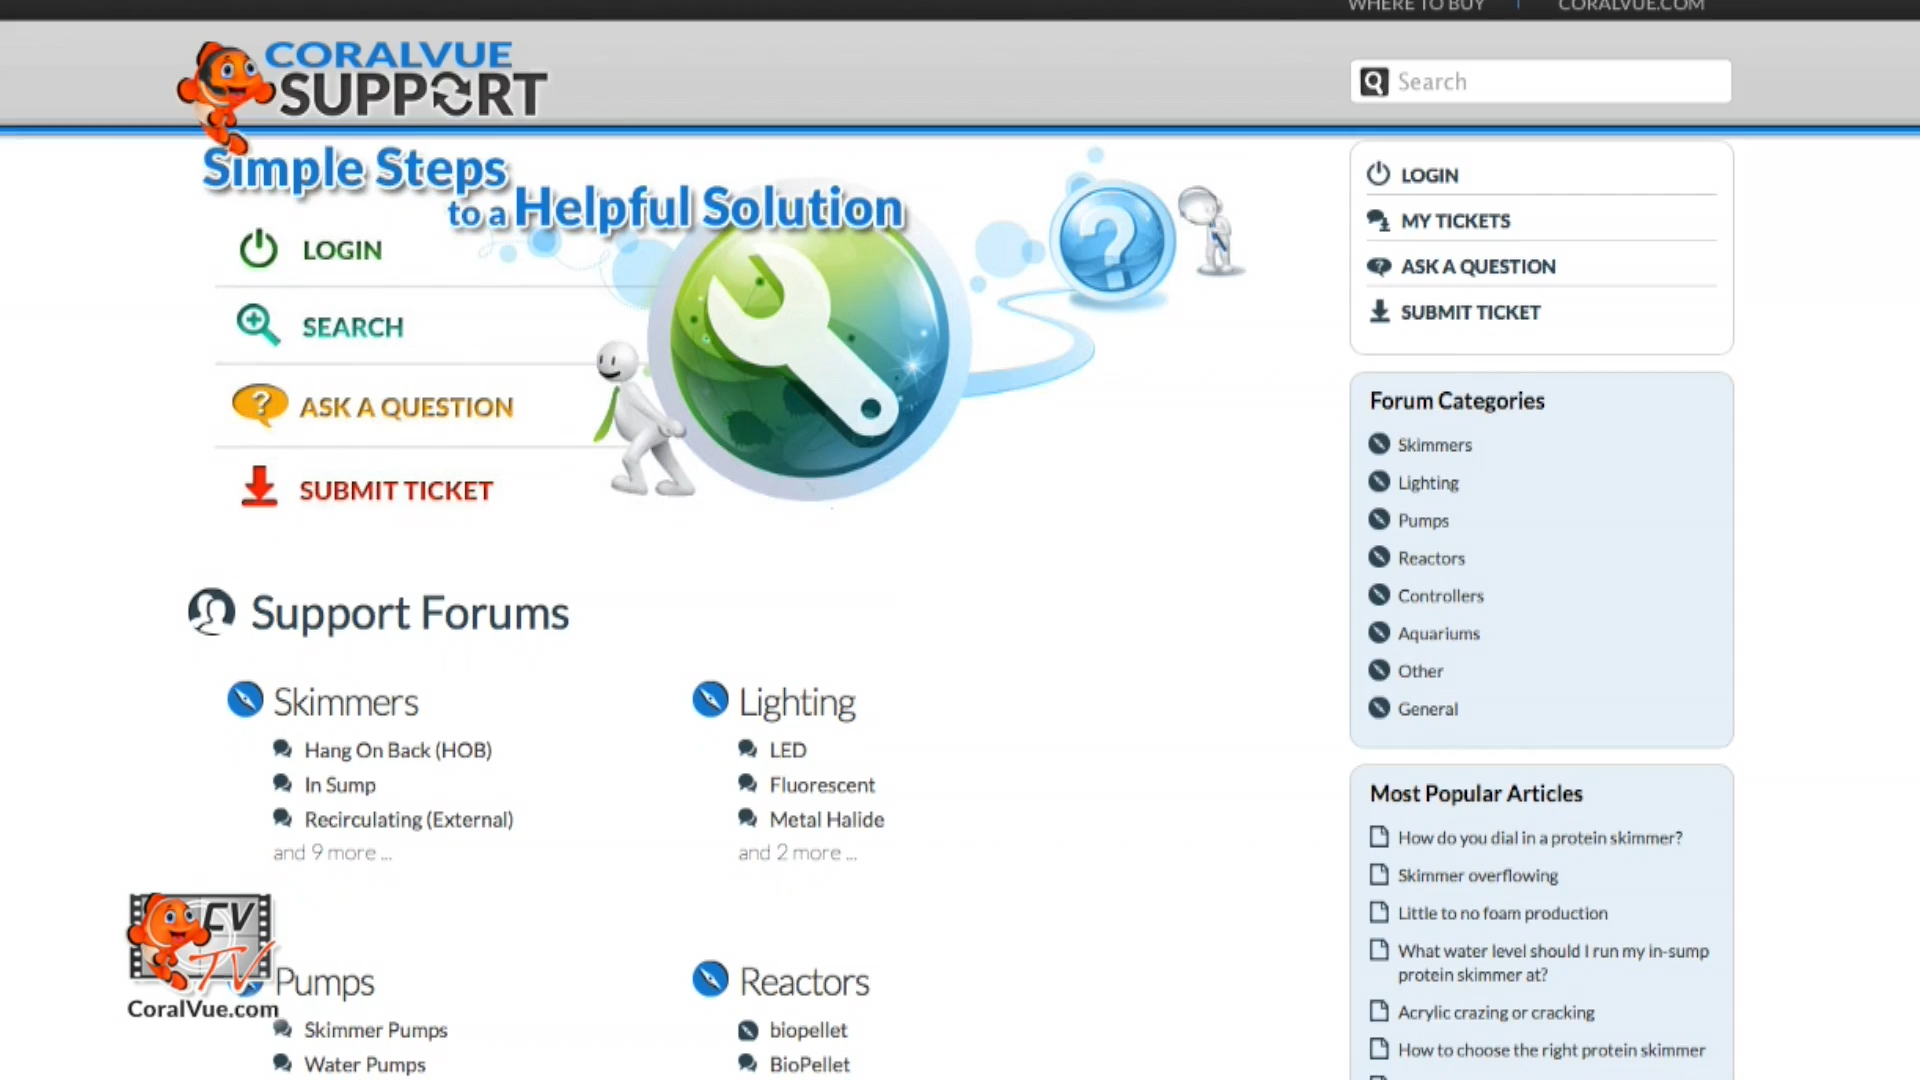 WHERE TO BUY
CORALVUE.COM
CORALVUE
SUPPORT
Search
Simple Steps
to a Helpful Solution
LOGIN
SEARCH
ASK A QUESTION
SUBMIT TICKET
LOGIN
MY TICKETS
ASK A QUESTION
SUBMIT TICKET
Forum Categories
Skimmers
Lighting
Pumps
Reactors
Controllers
Aquariums
Other
General
Support Forums
Skimmers
Hang On Back (HOB)
In Sump
Recirculating (External)
and 9 more ...
Lighting
LED
Fluorescent
Metal Halide
and 2 more ...
Pumps
Skimmer Pumps
Water Pumps
Reactors
biopellet
BioPellet
Most Popular Articles
How do you dial in a protein skimmer?
Skimmer overflowing
Little to no foam production
What water level should I run my in-sump
protein skimmer at?
Acrylic crazing or cracking
How to choose the right protein skimmer
CV
TV
CoralVue.com